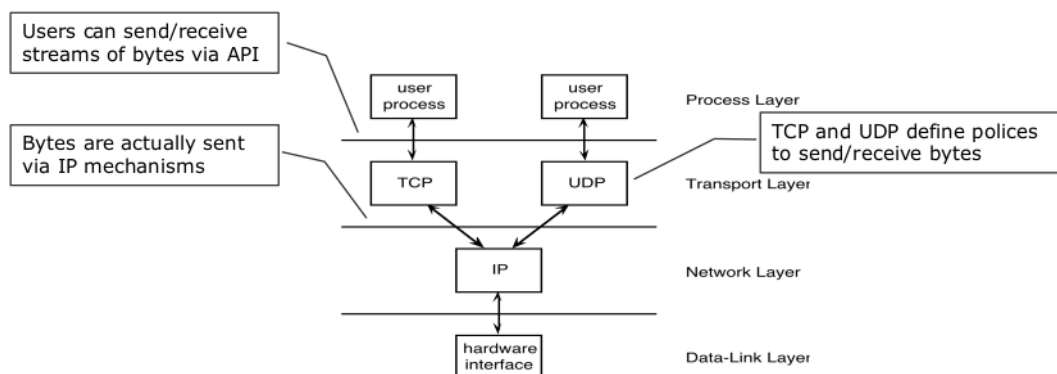 Users can send/receive
streams of bytes via API
user
process
user
process
Process Layer
Bytes are actually sent
via IP mechanisms
TCP and UDP define polices
to send/receive bytes
TCP
UDP
Transport Layer
IP
Network Layer
hardware
interface
Data-Link Layer